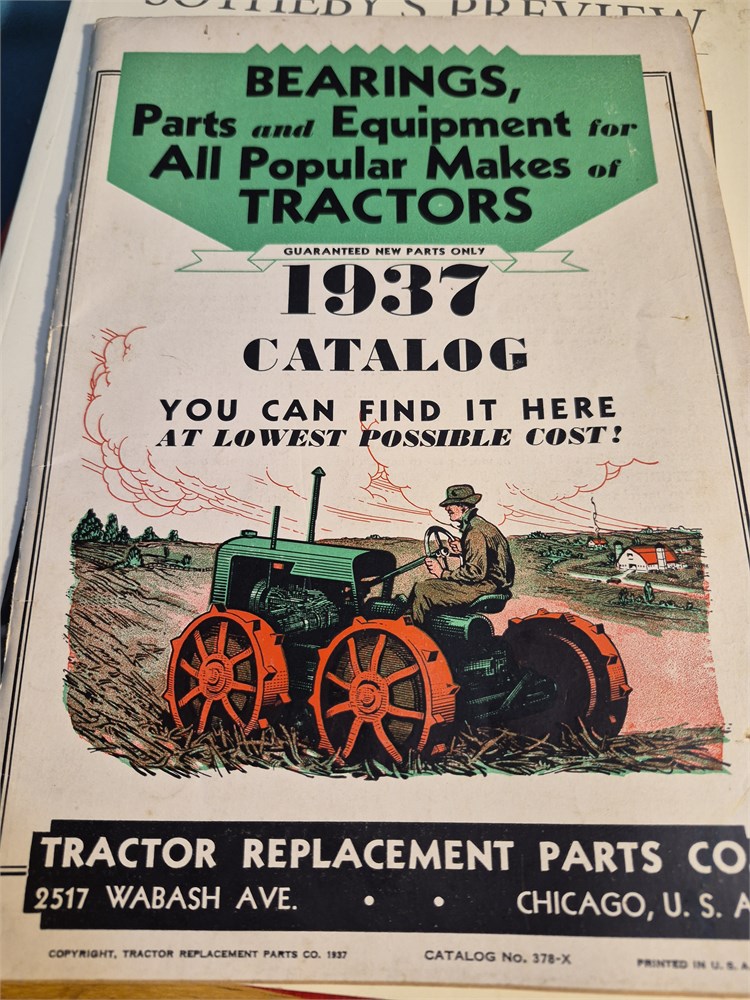 SOTHEBY'S PREVIEW
BEARINGS,
Parts and Equipment for
All Popular Makes of
TRACTORS
GUARANTEED NEW PARTS ONLY
1937
CATALOG
YOU CAN FIND IT HERE
AT LOWEST POSSIBLE COST!
TRACTOR REPLACEMENT PARTS CO
2517 WABASH AVE. • • CHICAGO, U. S. A
COPYRIGHT, TRACTOR REPLACEMENT PARTS CO. 1937 CATALOG No. 378-X PRINTED IN U. S. A.